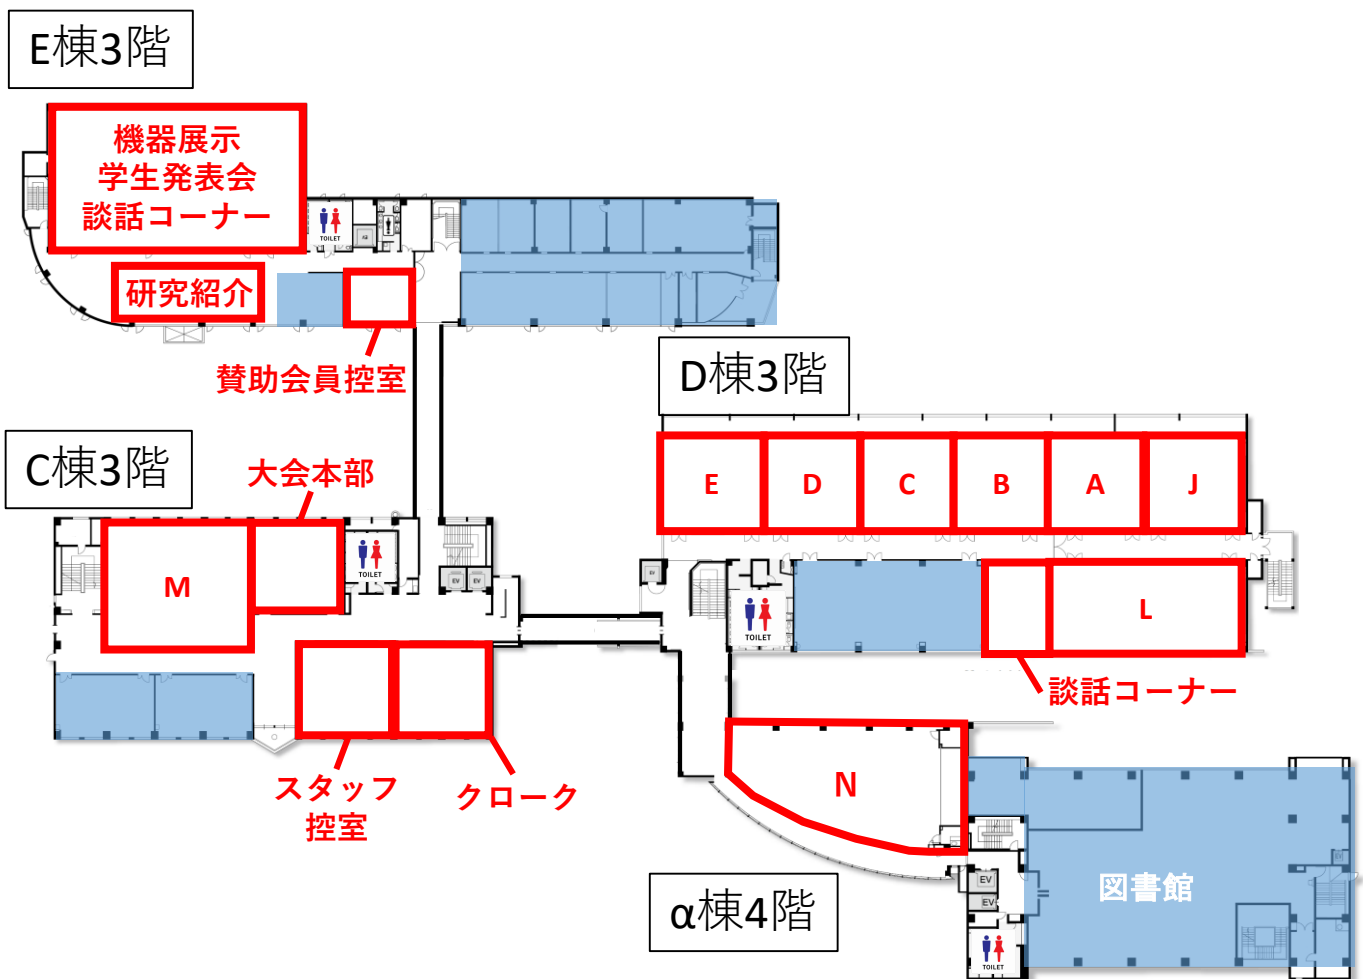 E棟3階
機器展示
学生発表会
談話コーナー
TOILET
研究紹介
賛助会員控室
D棟3階
C棟3階
大会本部
E
D
C
B
A
J
M
TOILET
EV
EV
EV
TOILET
L
談話コーナー
スタッフ
控室
クローク
N
α棟4階
図書館
EV
EV
TOILET